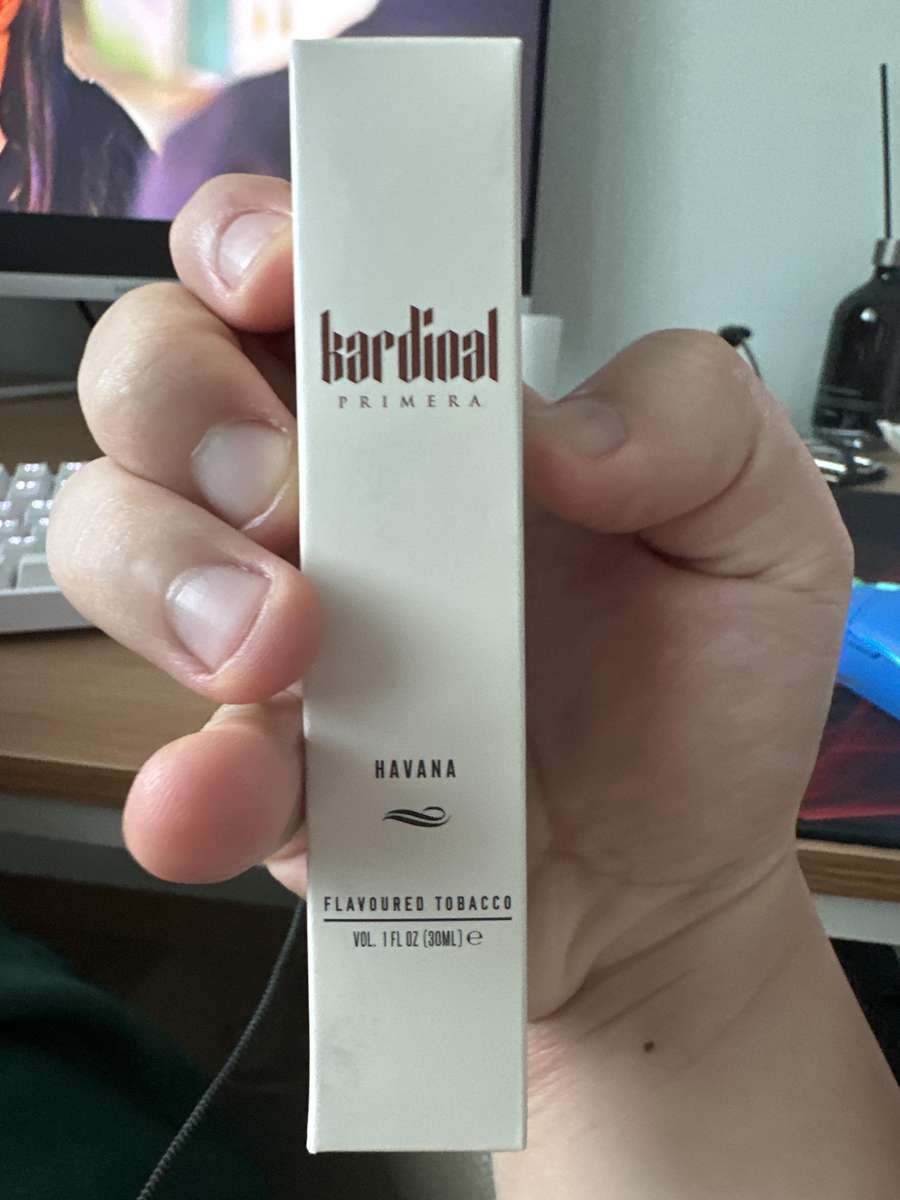 kardinal
PRIMERA
HAVANA
FLAVOURED TOBACCO
VOL. 1 FL OZ (30ML) ℮